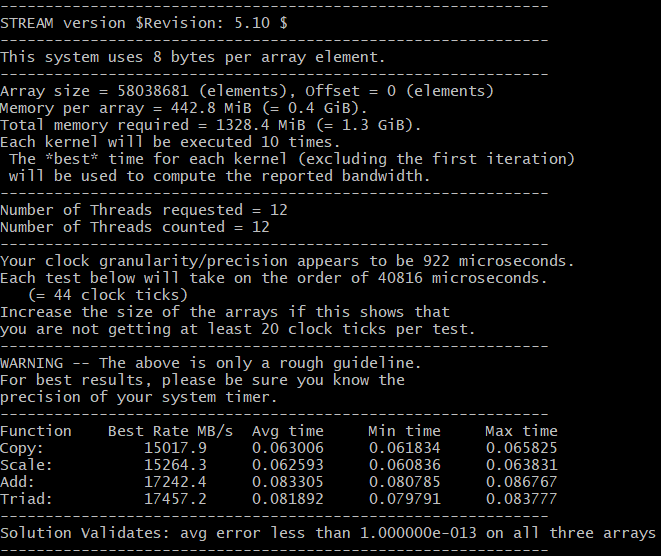 -------------------------------------------------------------
STREAM version $Revision: 5.10 $
-------------------------------------------------------------
This system uses 8 bytes per array element.
-------------------------------------------------------------
Array size = 58038681 (elements), Offset = 0 (elements)
Memory per array = 442.8 MiB (= 0.4 GiB).
Total memory required = 1328.4 MiB (= 1.3 GiB).
Each kernel will be executed 10 times.
 The *best* time for each kernel (excluding the first iteration)
 will be used to compute the reported bandwidth.
-------------------------------------------------------------
Number of Threads requested = 12
Number of Threads counted = 12
-------------------------------------------------------------
Your clock granularity/precision appears to be 922 microseconds.
Each test below will take on the order of 40816 microseconds.
   (= 44 clock ticks)
Increase the size of the arrays if this shows that
you are not getting at least 20 clock ticks per test.
-------------------------------------------------------------
WARNING -- The above is only a rough guideline.
For best results, please be sure you know the
precision of your system timer.
-------------------------------------------------------------
Function    Best Rate MB/s  Avg time     Min time     Max time
Copy:           15017.9     0.063006     0.061834     0.065825
Scale:          15264.3     0.062593     0.060836     0.063831
Add:            17242.4     0.083305     0.080785     0.086767
Triad:          17457.2     0.081892     0.079791     0.083777
-------------------------------------------------------------
Solution Validates: avg error less than 1.000000e-013 on all three arrays
-------------------------------------------------------------